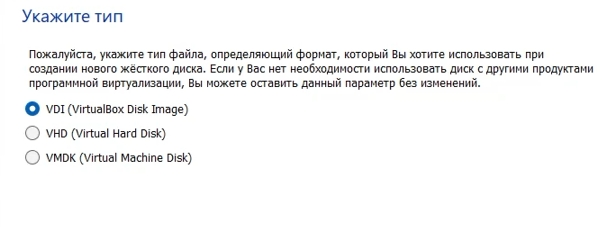 Укажите тип
Пожалуйста, укажите тип файла, определяющий формат, который Вы хотите использовать при
создании нового жёсткого диска. Если у Вас нет необходимости использовать диск с другими продуктами
программной виртуализации, Вы можете оставить данный параметр без изменений.
VDI (VirtualBox Disk Image)
VHD (Virtual Hard Disk)
VMDK (Virtual Machine Disk)